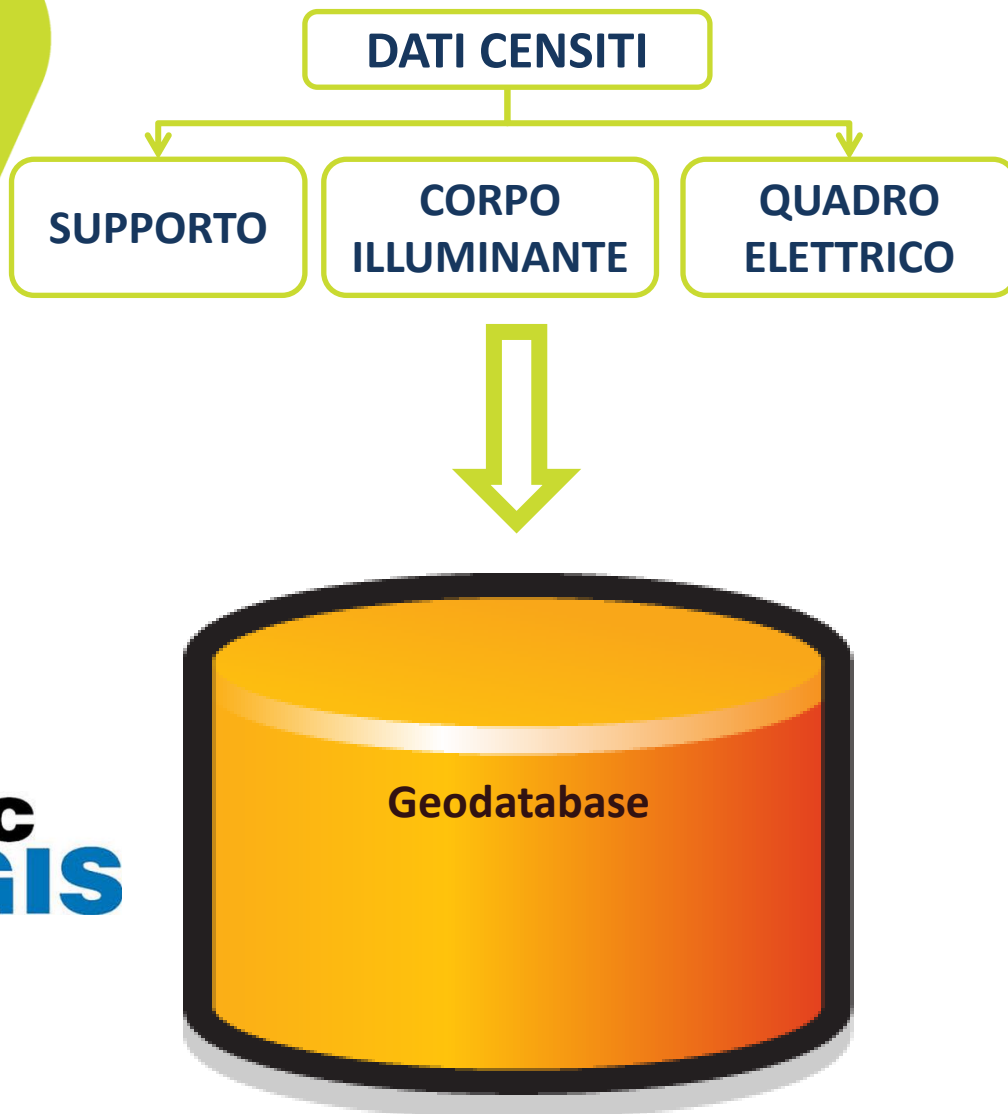 DATI CENSITI
SUPPORTO
CORPO
ILLUMINANTE
QUADRO
ELETTRICO
Geodatabase
GIS